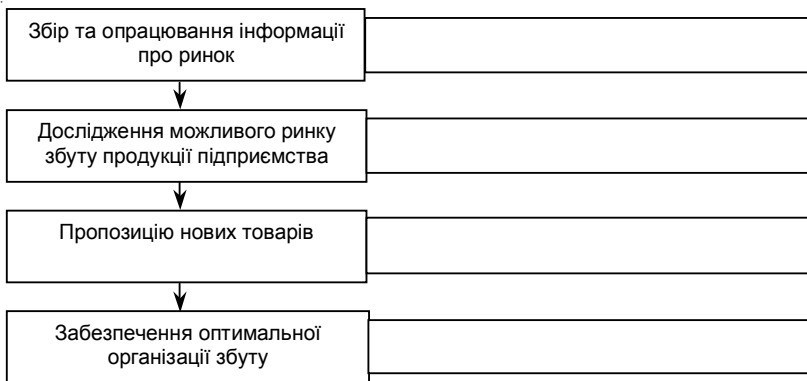 Збір та опрацювання інформації
про ринок
Дослідження можливого ринку
збуту продукції підприємства
Пропозицію нових товарів
Забезпечення оптимальної
організації збуту